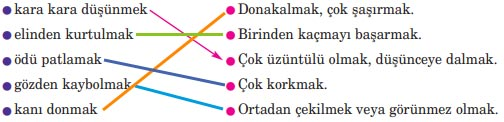 kara kara düşünmek Donakalmak, çok şaşırmak.
elinden kurtulmak Birinden kaçmayı başarmak.
ödü patlamak Çok üzüntülü olmak, düşünceye dalmak.
gözden kaybolmak Çok korkmak.
kanı donmak Ortadan çekilmek veya görünmez olmak.